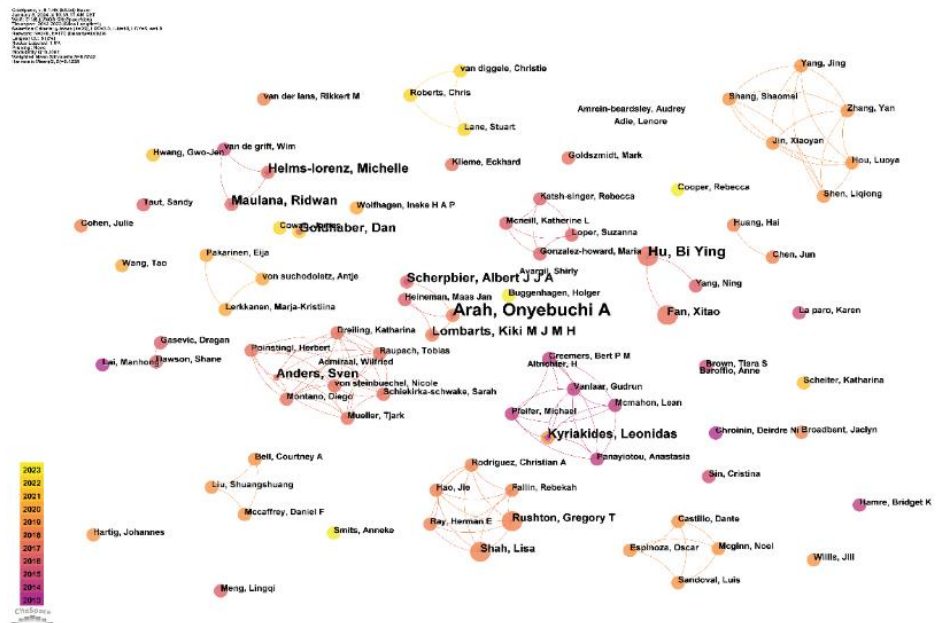 van diggele, Christie
Yang, Jing
Roberts, Chris
van der lans, Rikkert M
Shang, Shaomei
Amrein-beardsley, Audrey
Zhang, Yan
Adie, Lenore
Lane, Stuart
Jin, Xiaoyan
van de grift, Wim
Hwang, Gwo-Jen
Goldszmidt, Mark
Klieme, Eckhard
Hou, Luoya
Helms-lorenz, Michelle
Cooper, Rebecca
Shen, Liqiong
Katsh-singer, Rebecca
Maulana, Ridwan
Taut, Sandy
Wolfhagen, Ineke H A P
Cohen, Julie
Mcneill, Katherine L
Huang, Hai
Goldhaber, Dan
Loper, Suzanna
Gonzalez-howard, Maria
Hu, Bi Ying
Pakarinen, Eija
Chen, Jun
Wang, Tao
Avargil, Shirly
von suchodoletz, Antje
Scherpbier, Albert J J A
Yang, Ning
Buggenhagen, Holger
Heineman, Maas Jan
Lerkkanen, Marja-Kristiina
Arah, Onyebuchi A
Fan, Xitao
La paro, Karen
Lombarts, Kiki M J M H
Dreiling, Katharina
Gasevic, Dragan
Raupach, Tobias
Creemers, Bert P M
Dawson, Shane
Lai, Manhong
Admiraal, Wilfried
Altrichter, H
Brown, Tiara S
Baroffio, Anne
Anders, Sven
Scheiter, Katharina
von steinbuechel, Nicole
Vanlaar, Gudrun
Schiekirka-schwake, Sarah
Montano, Diego
Mcmahon, Lean
Pfeifer, Michael
Mueller, Tjark
Kyriakides, Leonidas
Chroinin, Deirdre Ni
Broadbent, Jaclyn
Bell, Courtney A
Panayiotou, Anastasia
Rodriguez, Christian A
Sin, Cristina
Liu, Shuangshuang
Hao, Jie
Fallin, Rebekah
Hamre, Bridget K
Mccaffrey, Daniel F
Ray, Herman E
Rushton, Gregory T
Castillo, Dante
Hartig, Johannes
Smits, Anneke
Shah, Lisa
Espinoza, Oscar
Mcginn, Noel
Willis, Jill
Sandoval, Luis
Meng, Lingqi
2023
2022
2021
2020
2019
2018
2017
2016
2015
2014
2013
CiteSpace